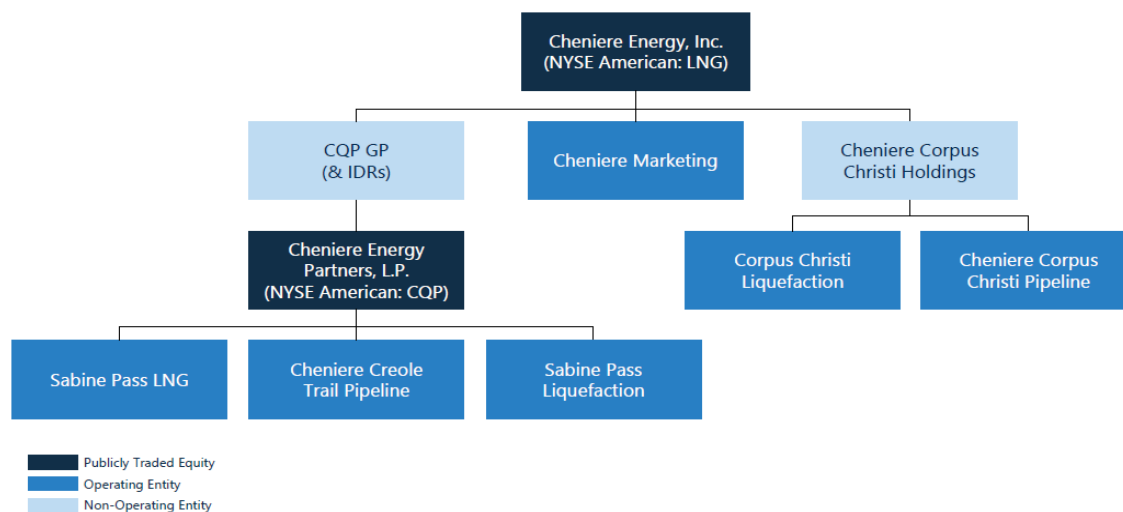 Cheniere Energy, Inc.
(NYSE American: LNG)
CQP GP
(& IDRs)
Cheniere Marketing
Cheniere Corpus
Christi Holdings
Cheniere Energy
Partners, L.P.
(NYSE American: CQP)
Corpus Christi
Liquefaction
Cheniere Corpus
Christi Pipeline
Sabine Pass LNG
Cheniere Creole
Trail Pipeline
Sabine Pass
Liquefaction
Publicly Traded Equity
Operating Entity
Non-Operating Entity